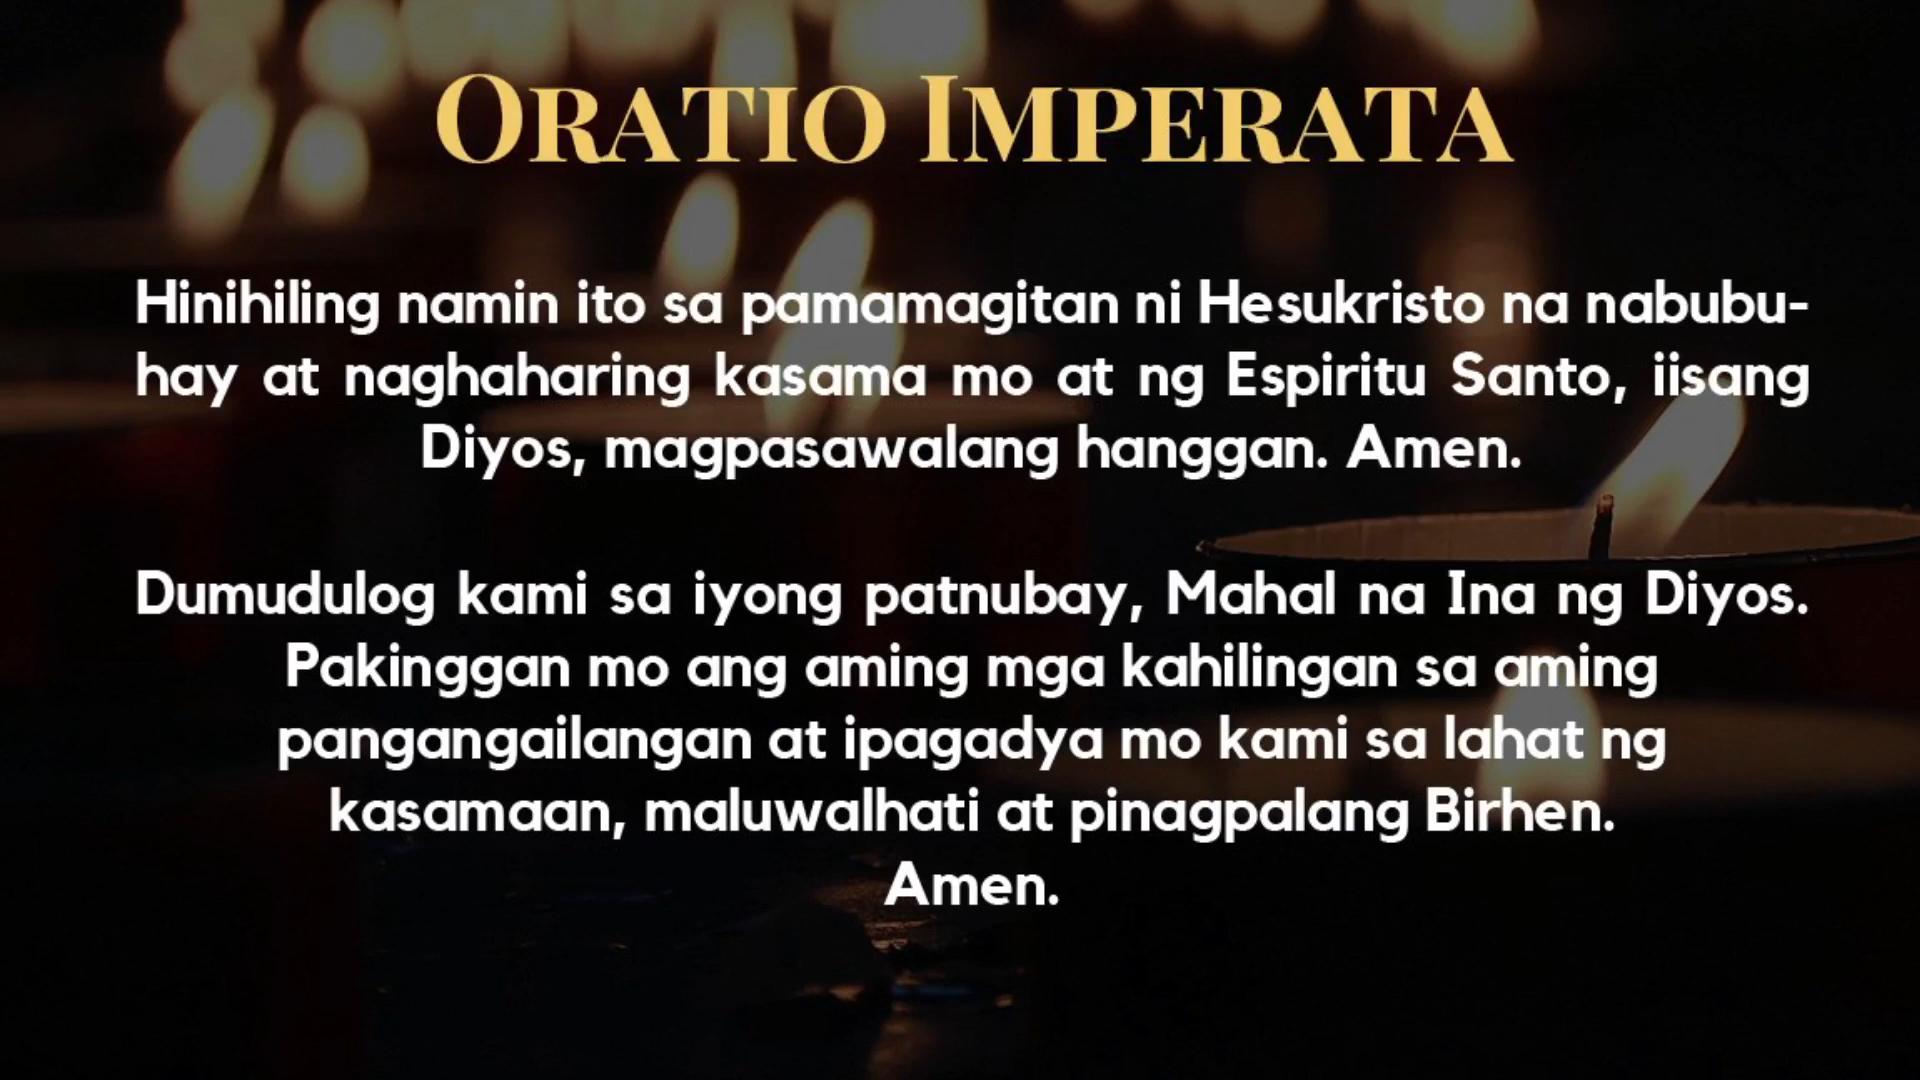 ORATIO IMPERATA
Hinihiling namin ito sa pamamagitan ni Hesukristo na nabubu-
hay at naghaharing kasama mo at ng Espiritu Santo, iisang
Diyos, magpasawalang hanggan. Amen.
Dumudulog kami sa iyong patnubay, Mahal na Ina ng Diyos.
Pakinggan mo ang aming mga kahilingan sa aming
pangangailangan at ipagadya mo kami sa lahat ng
kasamaan, maluwalhati at pinagpalang Birhen.
Amen.